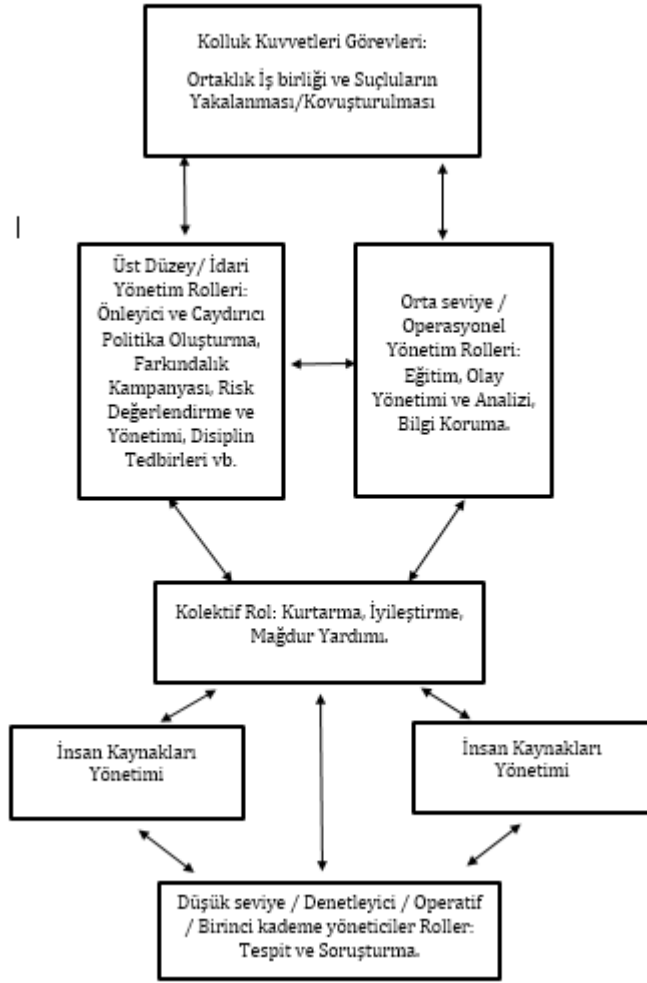 Kolluk Kuvvetleri Görevleri:
Ortaklık İş birliği ve Suçluların
Yakalanması/Kovuşturulması
Üst Düzey/ İdari
Yönetim Rolleri:
Önleyici ve Caydırıcı
Politika Oluşturma,
Farkındalık
Kampanyası, Risk
Değerlendirme ve
Yönetimi, Disiplin
Tedbirleri vb.
Orta seviye /
Operasyonel
Yönetim Rolleri:
Eğitim, Olay
Yönetimi ve Analizi,
Bilgi Koruma.
Kolektif Rol: Kurtarma, İyileştirme,
Mağdur Yardımı.
İnsan Kaynakları
Yönetimi
İnsan Kaynakları
Yönetimi
Düşük seviye / Denetleyici / Operatif
/ Birinci kademe yöneticiler Roller:
Tespit ve Soruşturma.